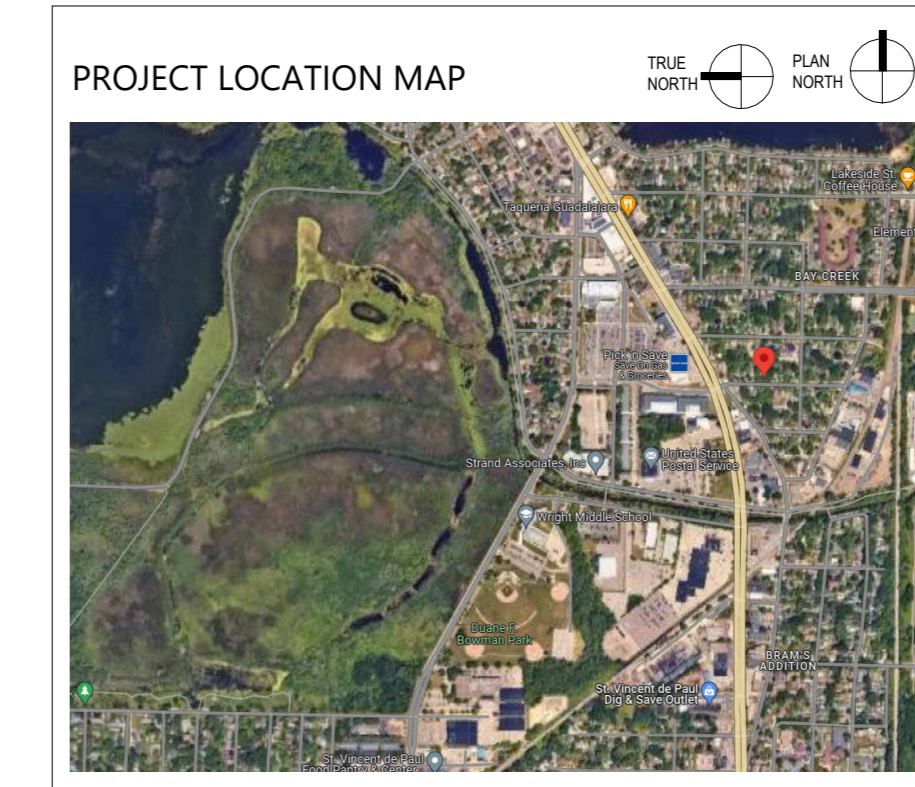 PROJECT LOCATION MAP
TRUE
NORTH
PLAN
NORTH
Lakeside St.
Coffee House
Taqueria Guadalajara
Element
BAY CREEK
Pick 'n Save
Save On Gas
& Groceries
Strand Associates, Inc
United States
Postal Service
Wright Middle School
Duane F.
Bowman Park
BRAM'S
ADDITION
St. Vincent de Paul
Dig & Save Outlet
St. Vincent de Paul
Food Pantry & Center